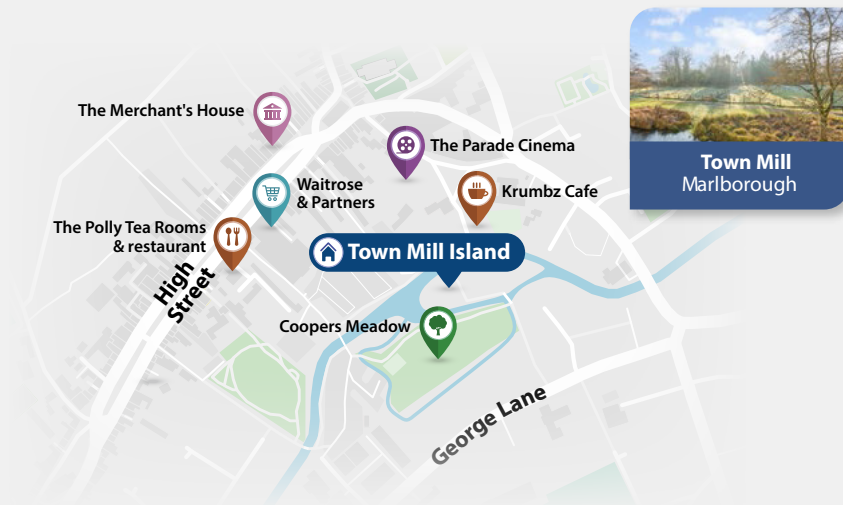 The Merchant's House
The Parade Cinema
Waitrose
& Partners
Krumbz Cafe
The Polly Tea Rooms
& restaurant
Town Mill Island
High
Street
Coopers Meadow
George Lane
Town Mill
Marlborough